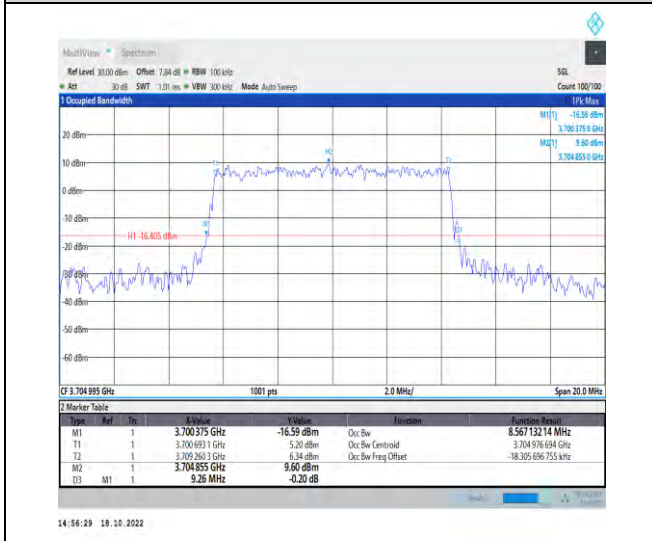 MultiView Spectrum
Ref Level 30.00 dBm Offset 7.84 dB RBW 100 kHz SGL
Att 30 dB SWT 1.01 ms VBW 300 kHz Mode Auto Sweep Count 100/100
1 Occupied Bandwidth 1Pk Max
M1[1] -16.59 dBm
3.700 375 0 GHz
M2[1] 9.60 dBm
3.704 855 0 GHz
20 dBm
10 dBm
0 dBm
-10 dBm
-20 dBm
-30 dBm
-40 dBm
-50 dBm
-60 dBm
T1
M2
T2
M1
D3
H1 -16.405 dBm
CF 3.704 995 GHz 1001 pts 2.0 MHz/ Span 20.0 MHz
2 Marker Table
Type Ref Trc X-Value Y-Value Function Function Result
M1 1 3.700375 GHz -16.59 dBm Occ Bw 8.567 132 14 MHz
T1 1 3.700 693 1 GHz 5.20 dBm Occ Bw Centroid 3.704 976 694 GHz
T2 1 3.709 260 3 GHz 6.34 dBm Occ Bw Freq Offset -18.305 696 755 kHz
M2 1 3.704855 GHz 9.60 dBm
D3 M1 1 9.26 MHz -0.20 dB
14:56:29 18.10.2022